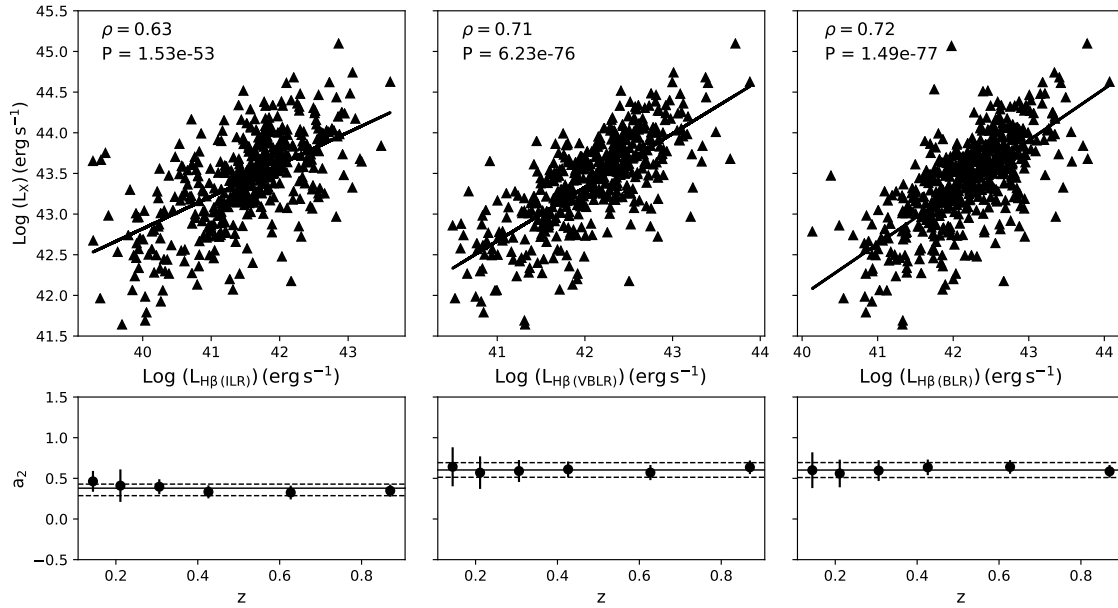 ρ = 0.63
P = 1.53e-53
ρ = 0.71
P = 6.23e-76
ρ = 0.72
P = 1.49e-77
45.5
45.0
44.5
44.0
43.5
43.0
42.5
42.0
41.5
Log (L_X) (erg s⁻¹)
40 41 42 43
41 42 43 44
40 41 42 43 44
Log (L_Hβ (ILR)) (erg s⁻¹)
Log (L_Hβ (VBLR)) (erg s⁻¹)
Log (L_Hβ (BLR)) (erg s⁻¹)
1.5
1.0
0.5
0.0
−0.5
a₂
0.2 0.4 0.6 0.8
0.2 0.4 0.6 0.8
0.2 0.4 0.6 0.8
z
z
z